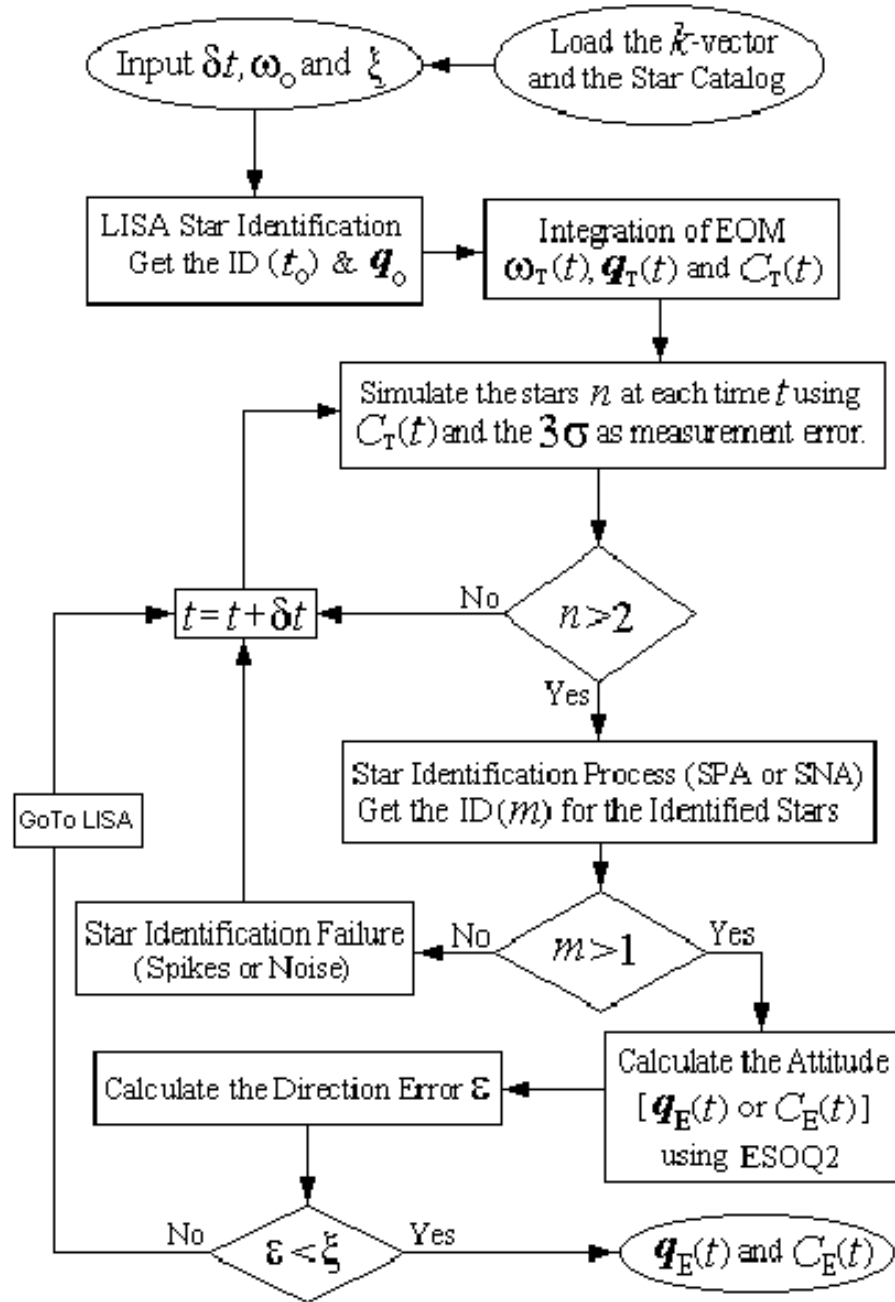 Load the k-vector
and the Star Catalog
Input δt, ω₀ and ξ
LISA Star Identification
Get the ID (t₀) & q₀
Integration of EOM
ω_T(t), q_T(t) and C_T(t)
Simulate the stars n at each time t using
C_T(t) and the 3σ as measurement error.
n>2
No
Yes
t = t + δt
Star Identification Process (SPA or SNA)
Get the ID(m) for the Identified Stars
GoTo LISA
m>1
No
Yes
Star Identification Failure
(Spikes or Noise)
Calculate the Attitude
[q_E(t) or C_E(t)]
using ESOQ2
Calculate the Direction Error ε
ε < ξ
No
Yes
q_E(t) and C_E(t)